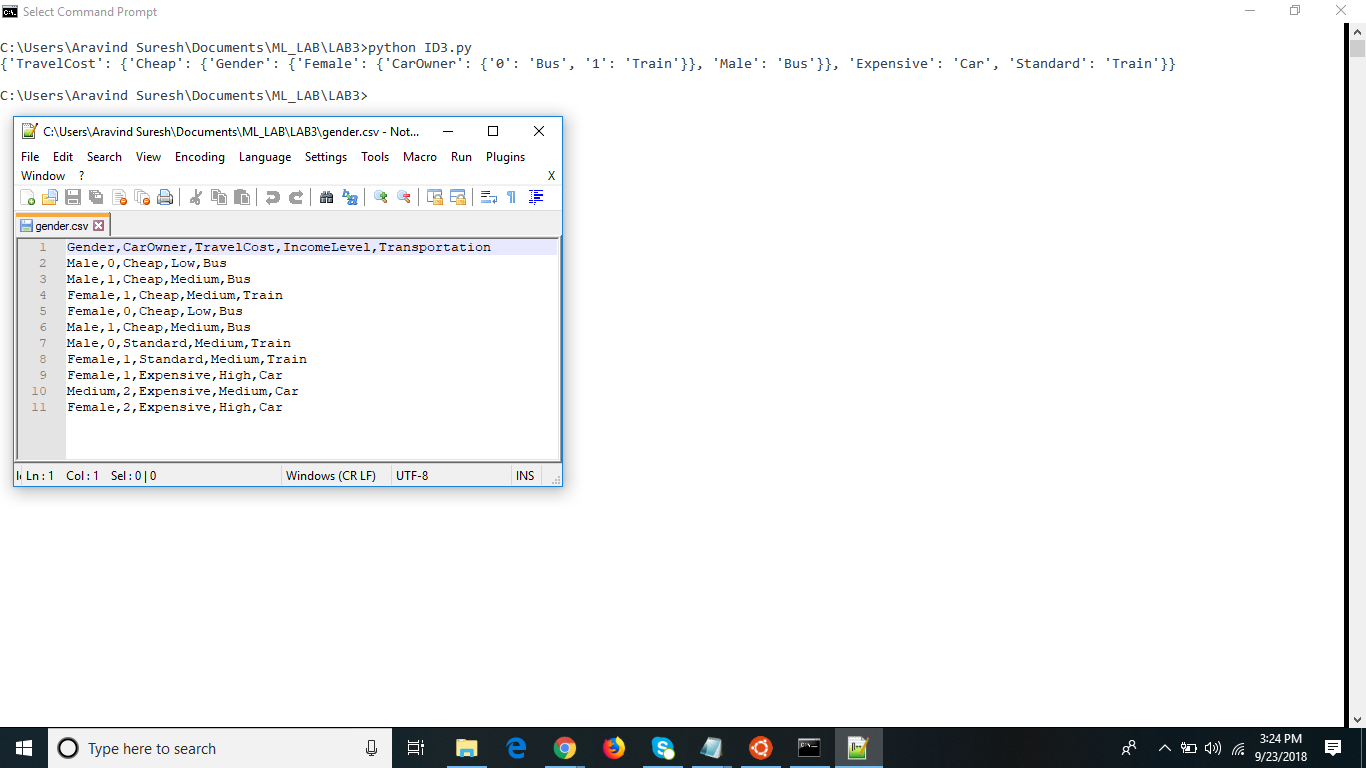 Select Command Prompt
C:\Users\Aravind Suresh\Documents\ML_LAB\LAB3>python ID3.py
{'TravelCost': {'Cheap': {'Gender': {'Female': {'CarOwner': {'0': 'Bus', '1': 'Train'}}, 'Male': 'Bus'}}, 'Expensive': 'Car', 'Standard': 'Train'}}
C:\Users\Aravind Suresh\Documents\ML_LAB\LAB3>
C:\Users\Aravind Suresh\Documents\ML_LAB\LAB3\gender.csv - Not...
File Edit Search View Encoding Language Settings Tools Macro Run Plugins
Window ? X
gender.csv
1 Gender,CarOwner,TravelCost,IncomeLevel,Transportation
2 Male,0,Cheap,Low,Bus
3 Male,1,Cheap,Medium,Bus
4 Female,1,Cheap,Medium,Train
5 Female,0,Cheap,Low,Bus
6 Male,1,Cheap,Medium,Bus
7 Male,0,Standard,Medium,Train
8 Female,1,Standard,Medium,Train
9 Female,1,Expensive,High,Car
10 Medium,2,Expensive,Medium,Car
11 Female,2,Expensive,High,Car
Ln : 1 Col : 1 Sel : 0 | 0 Windows (CR LF) UTF-8 INS
Type here to search
3:24 PM
9/23/2018